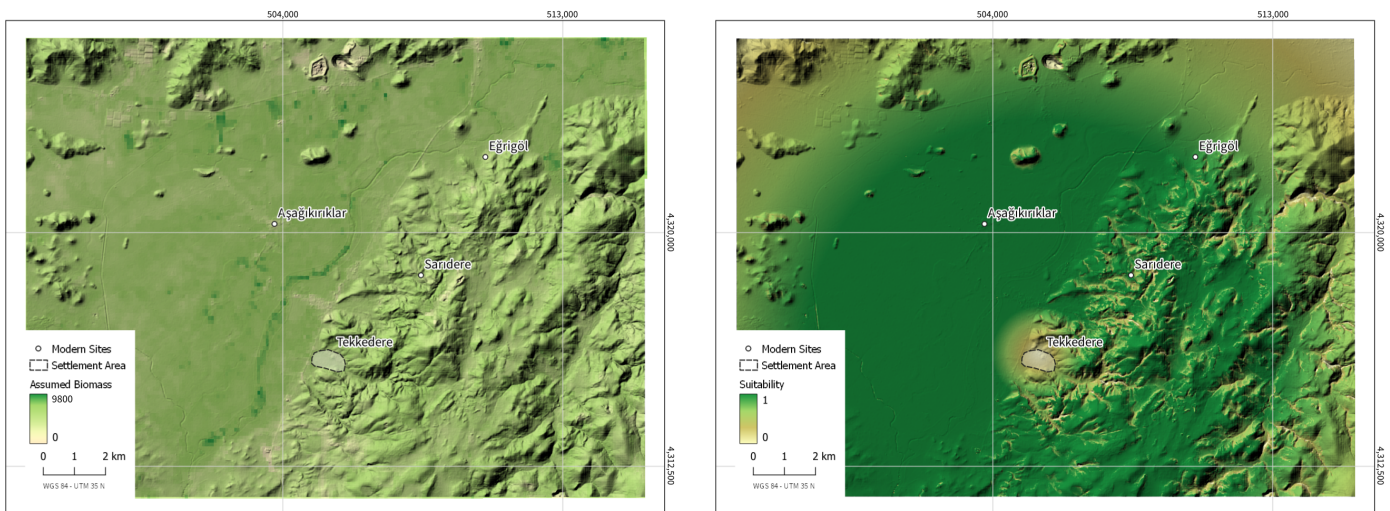 504,000
513,000
Eğrigöl
Aşağıkırıklar
4,320,000
Sarıdere
Tekkedere
Modern Sites
Settlement Area
Assumed Biomass
9800
0
0 1 2 km
4,312,500
WGS 84 - UTM 35 N
504,000
513,000
Eğrigöl
Aşağıkırıklar
4,320,000
Sarıdere
Tekkedere
Modern Sites
Settlement Area
Suitability
1
0
0 1 2 km
4,312,500
WGS 84 - UTM 35 N